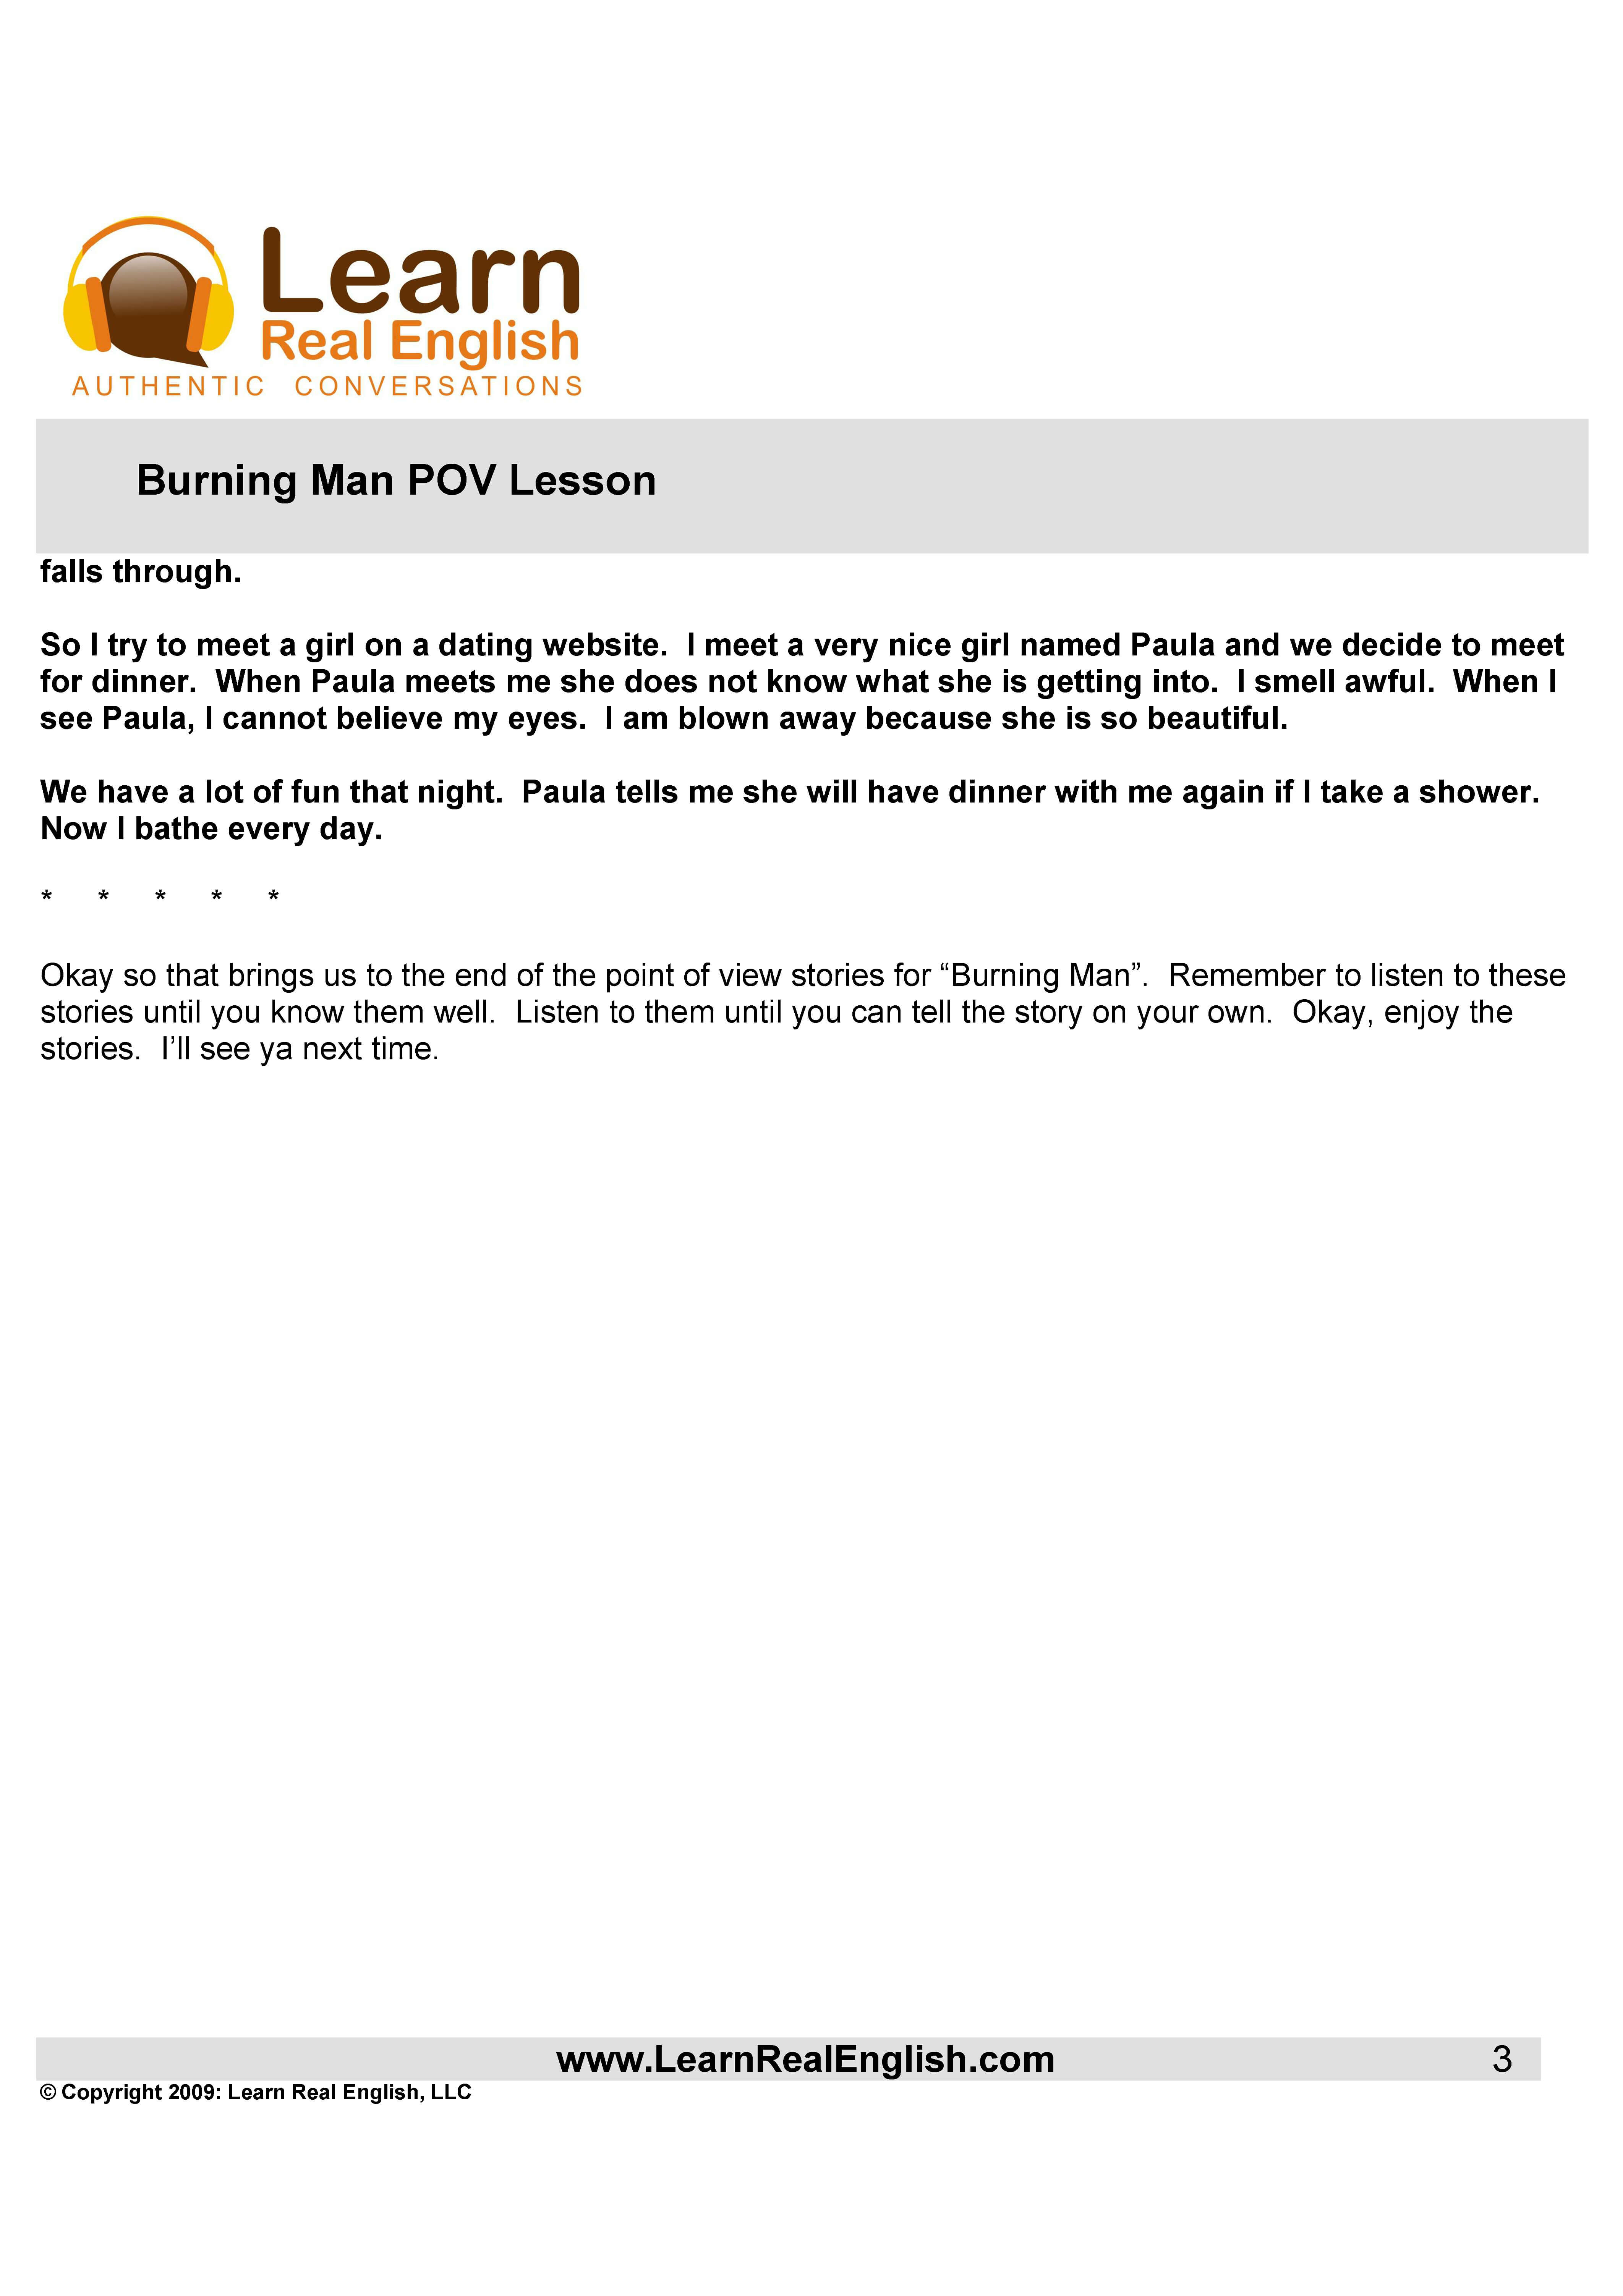 Learn
Real English
AUTHENTIC CONVERSATIONS
Burning Man POV Lesson
falls through.
So I try to meet a girl on a dating website.  I meet a very nice girl named Paula and we decide to meet
for dinner.  When Paula meets me she does not know what she is getting into.  I smell awful.  When I
see Paula, I cannot believe my eyes.  I am blown away because she is so beautiful.
We have a lot of fun that night.  Paula tells me she will have dinner with me again if I take a shower.
Now I bathe every day.
* * * * *
Okay so that brings us to the end of the point of view stories for “Burning Man”.  Remember to listen to these
stories until you know them well.  Listen to them until you can tell the story on your own.  Okay, enjoy the
stories.  I’ll see ya next time.
www.LearnRealEnglish.com 3
© Copyright 2009: Learn Real English, LLC